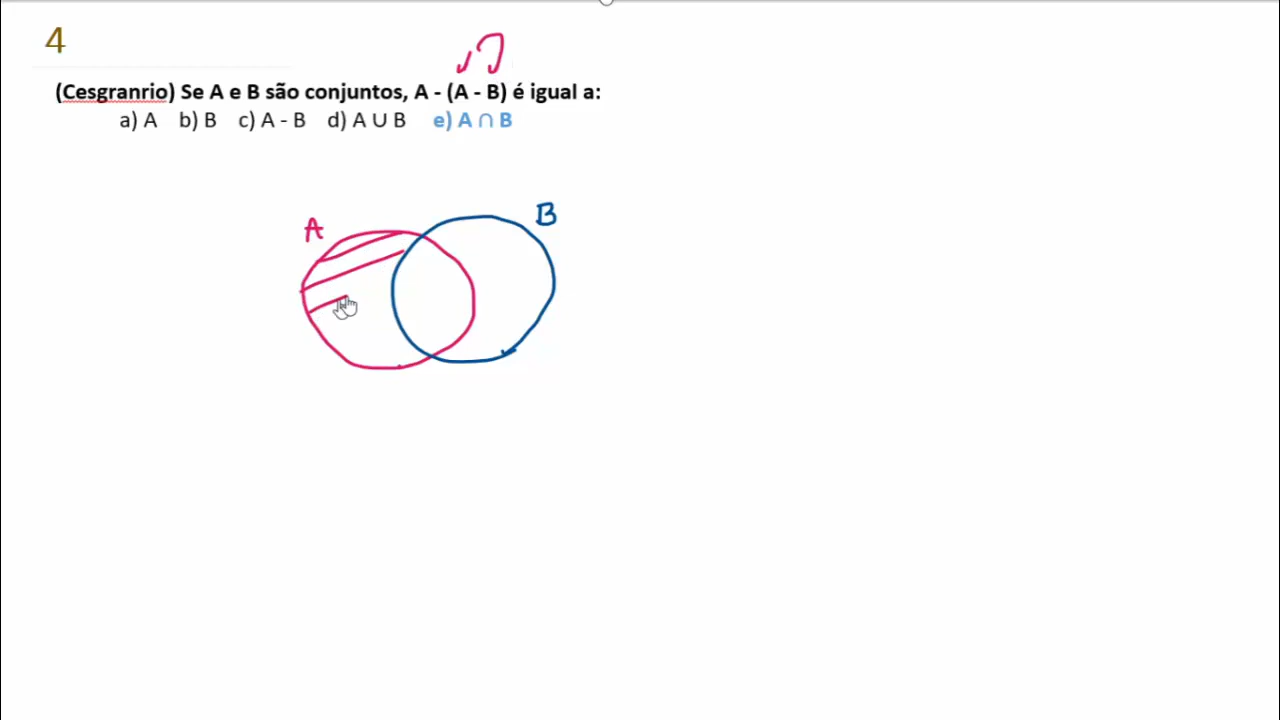 4
(Cesgranrio) Se A e B são conjuntos, A - (A - B) é igual a:
a) A b) B c) A - B d) A ∪ B e) A ∩ B
A B